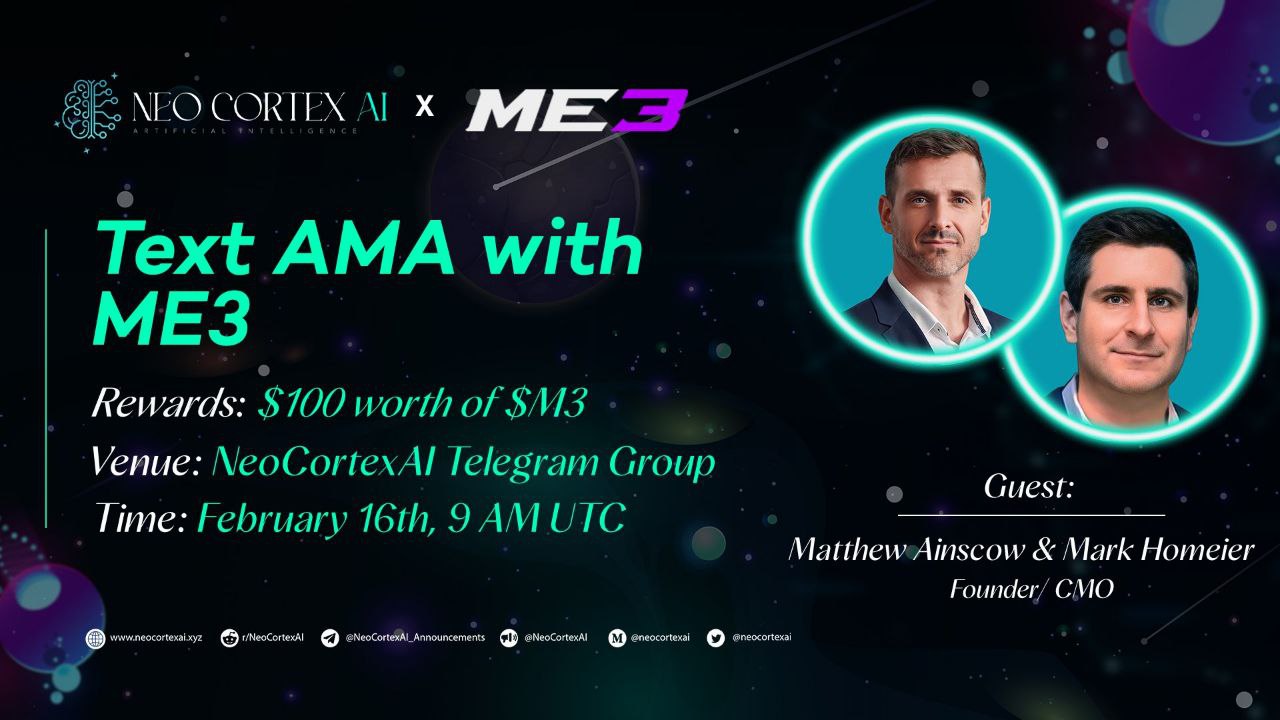 NEO CORTEX AI X ME3
ARTIFICIAL INTELLIGENCE
Text AMA with
ME3
Rewards: $100 worth of $M3
Venue: NeoCortexAI Telegram Group
Time: February 16th, 9 AM UTC
Guest:
Matthew Ainscow & Mark Homeier
Founder/ CMO
www.neocortexai.xyz r/NeoCortexAI @NeoCortexAI_Announcements @NeoCortexAI @neocortexai @neocortexai